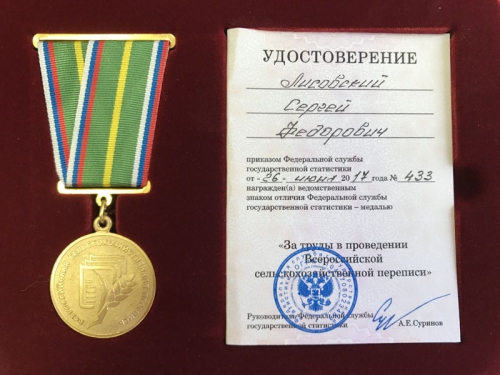 УДОСТОВЕРЕНИЕ
Лисовский
Сергей
Федорович
приказом Федеральной службы
государственной статистики
от «26» июня 2017 года № 433
награжден(а) ведомственным
знаком отличия Федеральной службы
государственной статистики – медалью
«За труды в проведении
Всероссийской
сельскохозяйственной переписи»
Руководитель Федеральной службы
государственной статистики
А.Е.Суринов